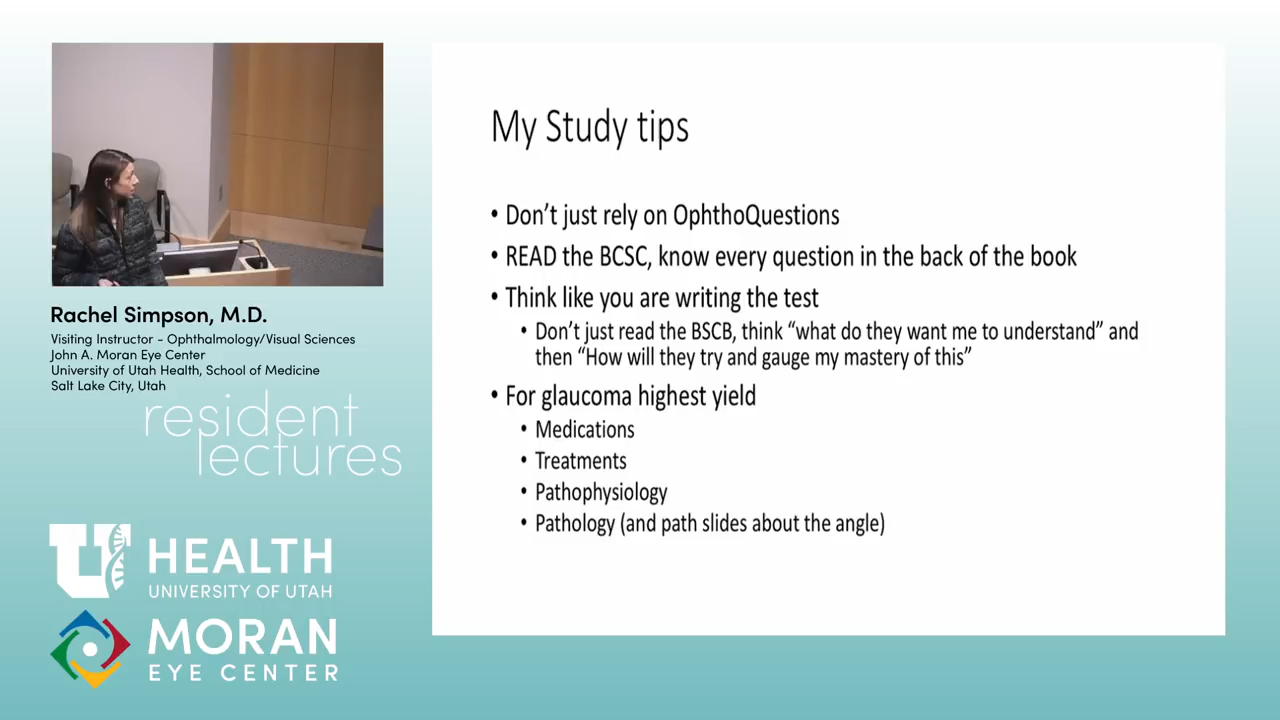 My Study tips
• Don’t just rely on OphthoQuestions
• READ the BCSC, know every question in the back of the book
• Think like you are writing the test
• Don’t just read the BSCB, think “what do they want me to understand” and
then “How will they try and gauge my mastery of this”
• For glaucoma highest yield
• Medications
• Treatments
• Pathophysiology
• Pathology (and path slides about the angle)
Rachel Simpson, M.D.
Visiting Instructor - Ophthalmology/Visual Sciences
John A. Moran Eye Center
University of Utah Health, School of Medicine
Salt Lake City, Utah
resident
lectures
U HEALTH
UNIVERSITY OF UTAH
MORAN
EYE CENTER